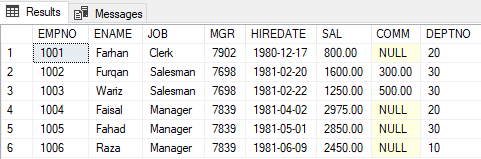 Results Messages
EMPNO ENAME JOB MGR HIREDATE SAL COMM DEPTNO
1 1001 Farhan Clerk 7902 1980-12-17 800.00 NULL 20
2 1002 Furqan Salesman 7698 1981-02-20 1600.00 300.00 30
3 1003 Wariz Salesman 7698 1981-02-22 1250.00 500.00 30
4 1004 Faisal Manager 7839 1981-04-02 2975.00 NULL 20
5 1005 Fahad Manager 7839 1981-05-01 2850.00 NULL 30
6 1006 Raza Manager 7839 1981-06-09 2450.00 NULL 10